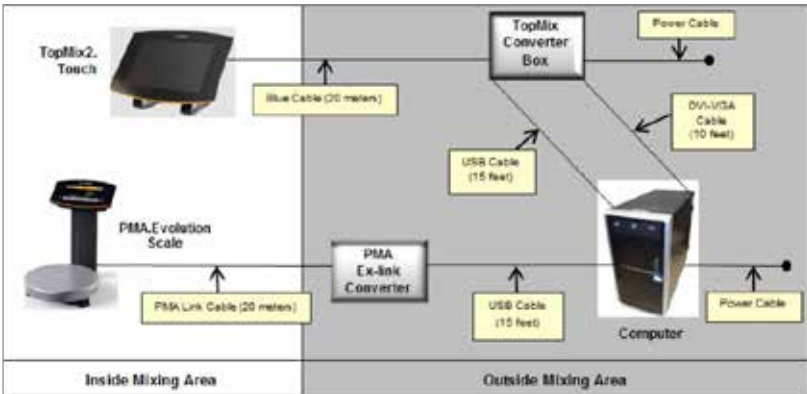 TopMix2.
Touch
TopMix
Converter
Box
Power Cable
Blue Cable (20 meters)
DVI-VGA
Cable
(10 feet)
USB Cable
(15 feet)
PMA.Evolution
Scale
PMA
Ex-link
Converter
PMA Link Cable (20 meters)
USB Cable
(15 feet)
Power Cable
Computer
Inside Mixing Area
Outside Mixing Area